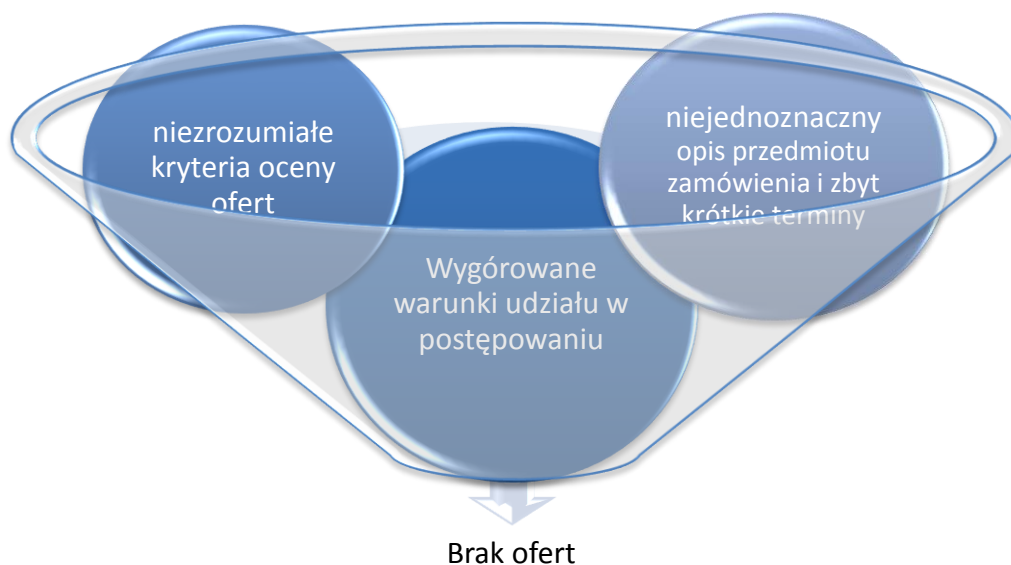 niezrozumiałe
kryteria oceny
ofert
niejednoznaczny
opis przedmiotu
zamówienia i zbyt
krótkie terminy
Wygórowane
warunki udziału w
postępowaniu
Brak ofert